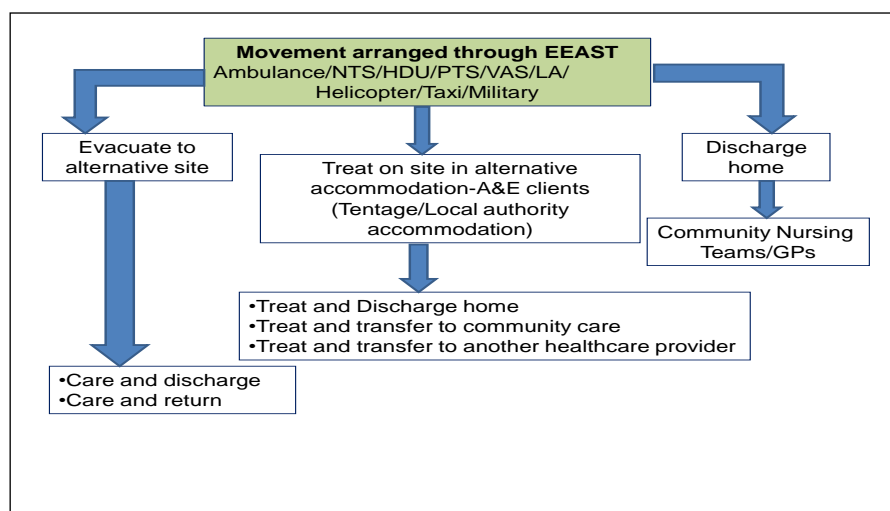 Movement arranged through EEAST
Ambulance/NTS/HDU/PTS/VAS/LA/
Helicopter/Taxi/Military
Evacuate to
alternative site
Treat on site in alternative
accommodation-A&E clients
(Tentage/Local authority
accommodation)
Discharge
home
Community Nursing
Teams/GPs
•Treat and Discharge home
•Treat and transfer to community care
•Treat and transfer to another healthcare provider
•Care and discharge
•Care and return